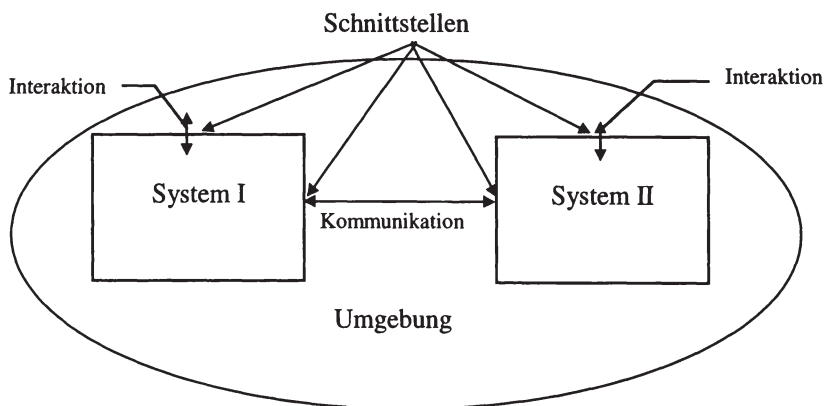 Schnittstellen
Interaktion
Interaktion
System I
System II
Kommunikation
Umgebung